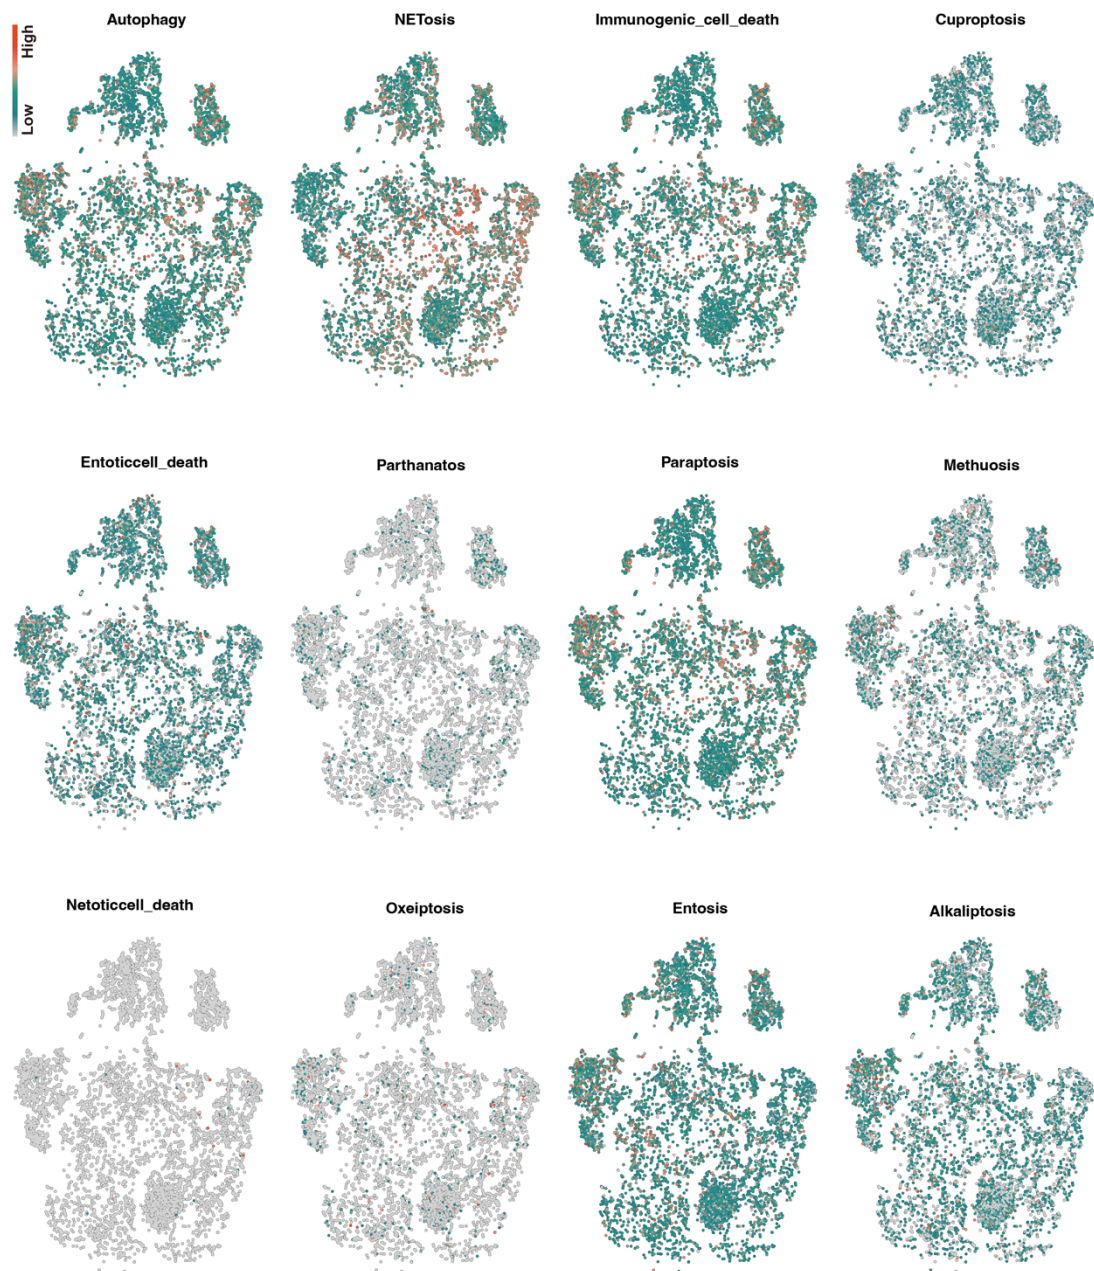 Autophagy
NETosis
Immunogenic_cell_death
Cuproptosis
High
Low
Entoticcell_death
Parthanatos
Paraptosis
Methuosis
Netoticcell_death
Oxeiptosis
Entosis
Alkaliptosis